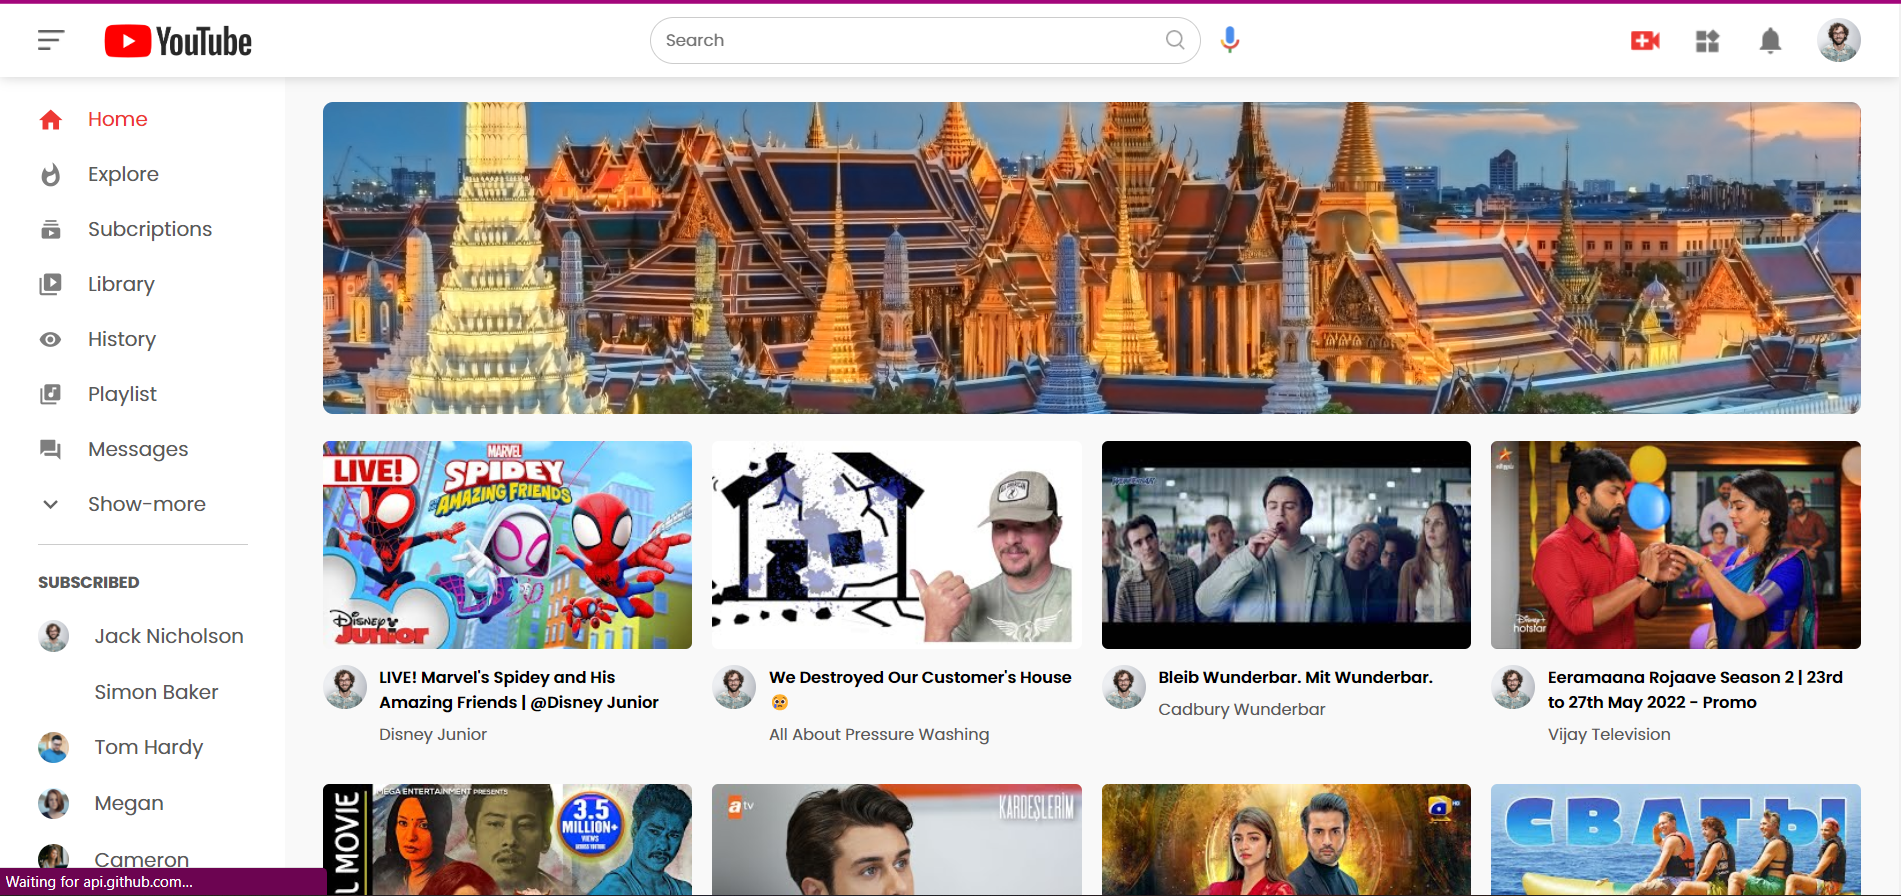 YouTube
Search
Home
Explore
Subcriptions
Library
History
Playlist
Messages
Show-more
SUBSCRIBED
Jack Nicholson
Simon Baker
Tom Hardy
Megan
Cameron
LIVE!
MARVEL
SPIDEY
AMAZING FRIENDS
Disney
Junior
LIVE! Marvel's Spidey and His
Amazing Friends | @Disney Junior
Disney Junior
We Destroyed Our Customer's House
😢
All About Pressure Washing
Bleib Wunderbar. Mit Wunderbar.
Cadbury Wunderbar
Disney+
hotstar
Eeramaana Rojaave Season 2 | 23rd
to 27th May 2022 - Promo
Vijay Television
L MOVIE
MEGA ENTERTAINMENT PRESENTS
3.5
MILLION+
VIEWS
atv
KARDEŞLERİM
HD
СВАТЫ
Waiting for api.github.com...